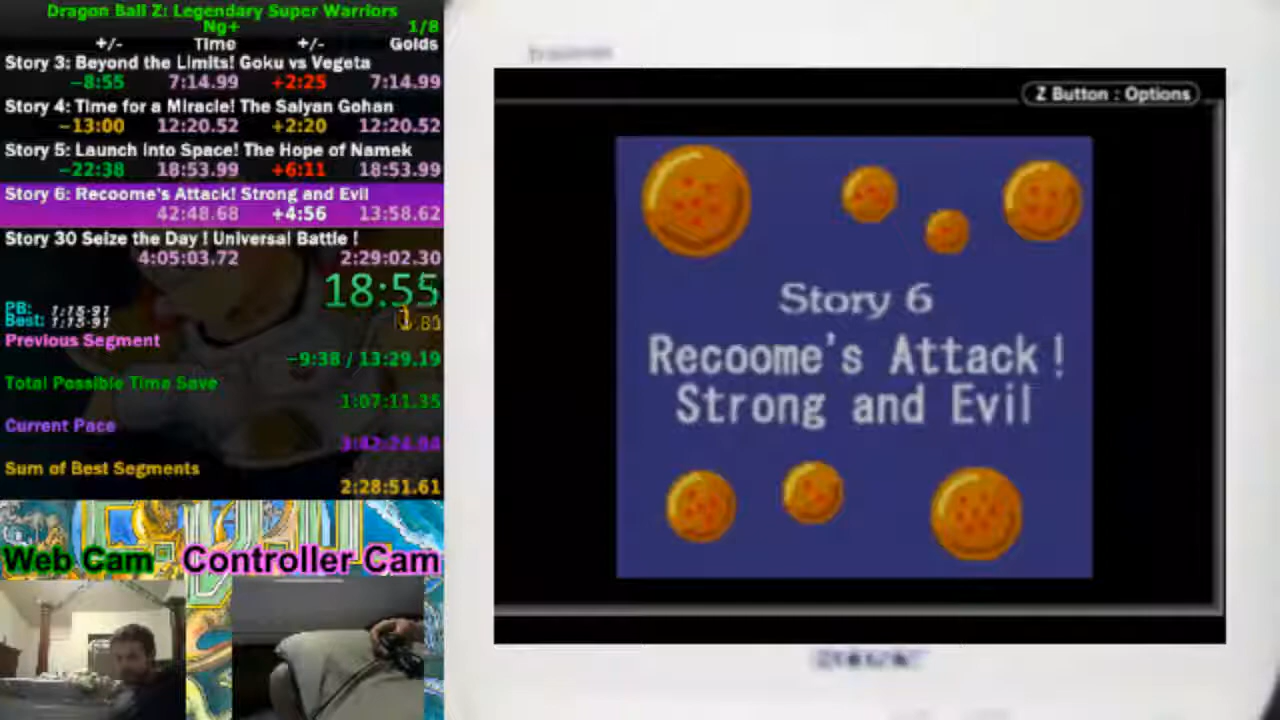 Dragon Ball Z: Legendary Super Warriors
Ng+ 1/8
+/- Time +/- Golds
Story 3: Beyond the Limits! Goku vs Vegeta
−8:55 7:14.99 +2:25 7:14.99
Story 4: Time for a Miracle! The Saiyan Gohan
−13:00 12:20.52 +2:20 12:20.52
Story 5: Launch into Space! The Hope of Namek
−22:38 18:53.99 +6:11 18:53.99
Story 6: Recoome's Attack! Strong and Evil
42:48.68 +4:56 13:58.62
Story 30 Seize the Day ! Universal Battle !
4:05:03.72 2:29:02.30
18:55
PB:
Best:
Previous Segment
−9:38 / 13:29.19
Total Possible Time Save
1:07:11.35
Current Pace
Sum of Best Segments
2:28:51.61
Web Cam Controller Cam
Z Button : Options
Story 6
Recoome's Attack!
Strong and Evil